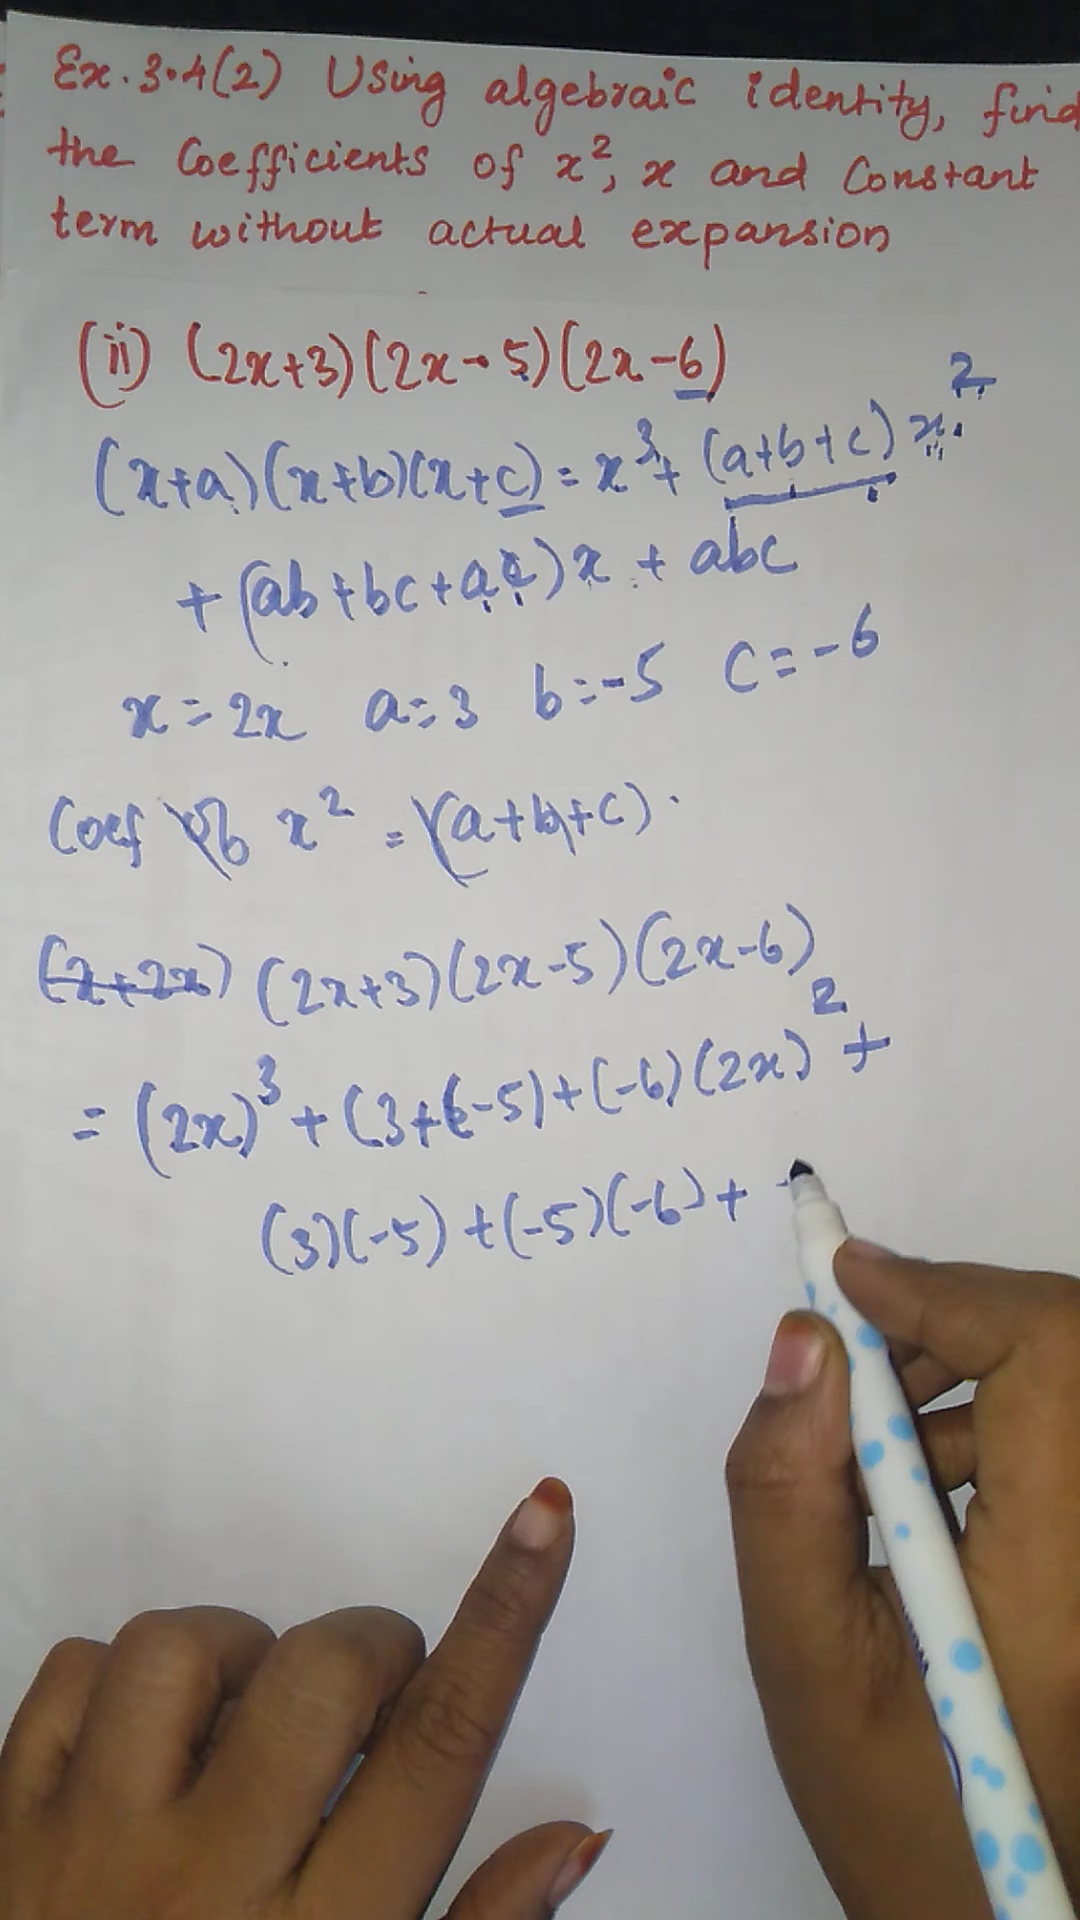 Ex. 3.4(2) Using algebraic identity, find
the Coefficients of x², x and Constant
term without actual expansion
(ii) (2x+3)(2x-5)(2x-6)
(x+a)(x+b)(x+c) = x³+ (a+b+c) x²
+ (ab+bc+ac)x + abc
x = 2x a=3 b=-5 C=-6
Coef of x² = (a+b+c)
(x+2x) (2x+3)(2x-5)(2x-6)
= (2x)³ + (3+(-5)+(-6)(2x)² +
(3)(-5) +(-5)(-6)+